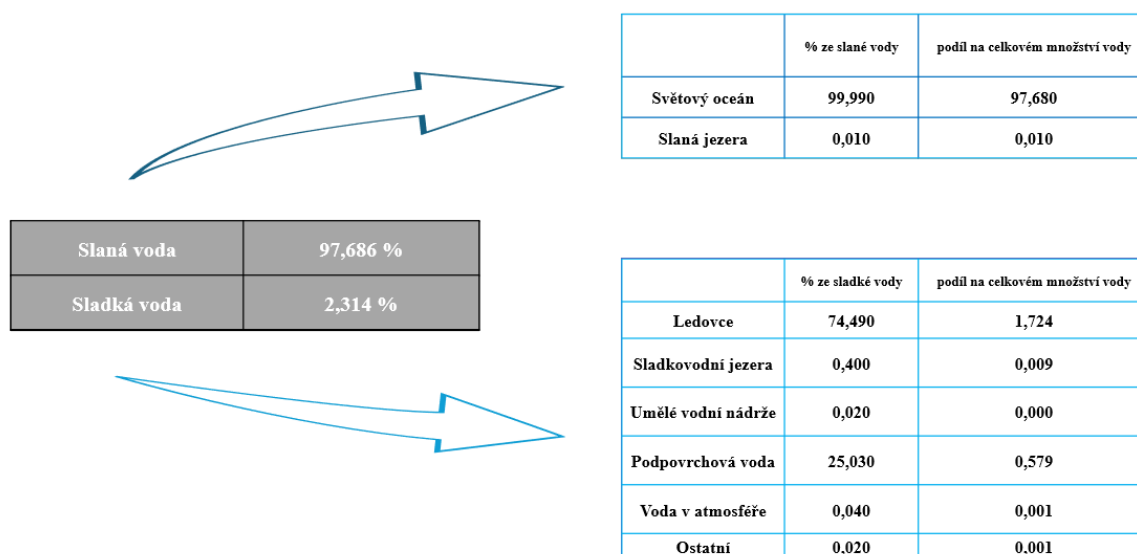 % ze slané vody podíl na celkovém množství vody
Světový oceán 99,990 97,680
Slaná jezera 0,010 0,010
Slaná voda 97,686 %
Sladká voda 2,314 %
% ze sladké vody podíl na celkovém množství vody
Ledovce 74,490 1,724
Sladkovodní jezera 0,400 0,009
Umělé vodní nádrže 0,020 0,000
Podpovrchová voda 25,030 0,579
Voda v atmosféře 0,040 0,001
Ostatní 0,020 0,001